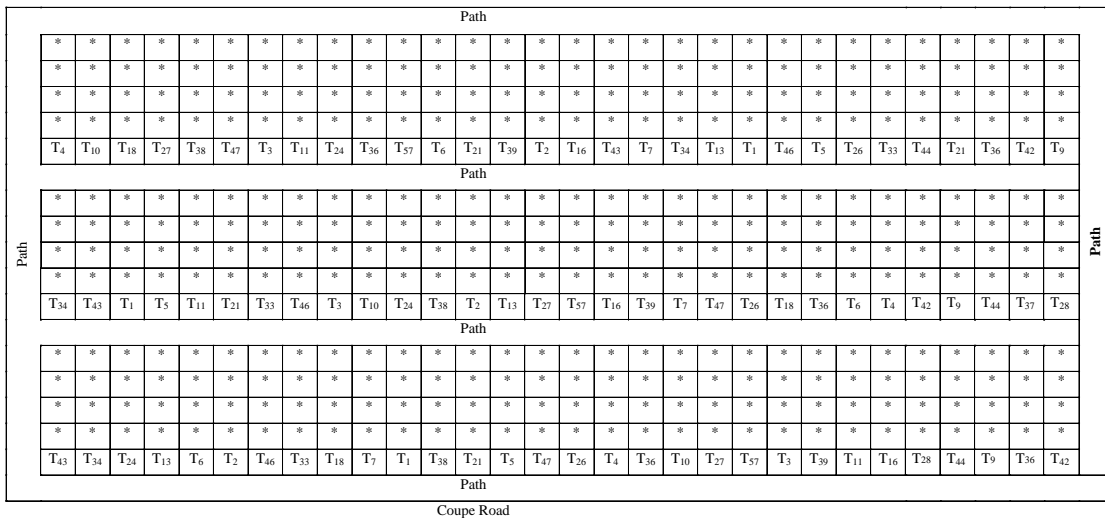 Path
* * * * * * * * * * * * * * * * * * * * * * * * * * * * * *
* * * * * * * * * * * * * * * * * * * * * * * * * * * * * *
* * * * * * * * * * * * * * * * * * * * * * * * * * * * * *
* * * * * * * * * * * * * * * * * * * * * * * * * * * * * *
T4 T10 T18 T27 T38 T47 T3 T11 T24 T36 T57 T6 T21 T39 T2 T16 T43 T7 T34 T13 T1 T46 T5 T26 T33 T44 T21 T36 T42 T9
Path
* * * * * * * * * * * * * * * * * * * * * * * * * * * * * *
* * * * * * * * * * * * * * * * * * * * * * * * * * * * * *
Path
Path
* * * * * * * * * * * * * * * * * * * * * * * * * * * * * *
* * * * * * * * * * * * * * * * * * * * * * * * * * * * * *
T34 T43 T1 T5 T11 T21 T33 T46 T3 T10 T24 T38 T2 T13 T27 T57 T16 T39 T7 T47 T26 T18 T36 T6 T4 T42 T9 T44 T37 T28
Path
* * * * * * * * * * * * * * * * * * * * * * * * * * * * * *
* * * * * * * * * * * * * * * * * * * * * * * * * * * * * *
* * * * * * * * * * * * * * * * * * * * * * * * * * * * * *
* * * * * * * * * * * * * * * * * * * * * * * * * * * * * *
T43 T34 T24 T13 T6 T2 T46 T33 T18 T7 T1 T38 T21 T5 T47 T26 T4 T36 T10 T27 T57 T3 T39 T11 T16 T28 T44 T9 T36 T42
Path
Coupe Road